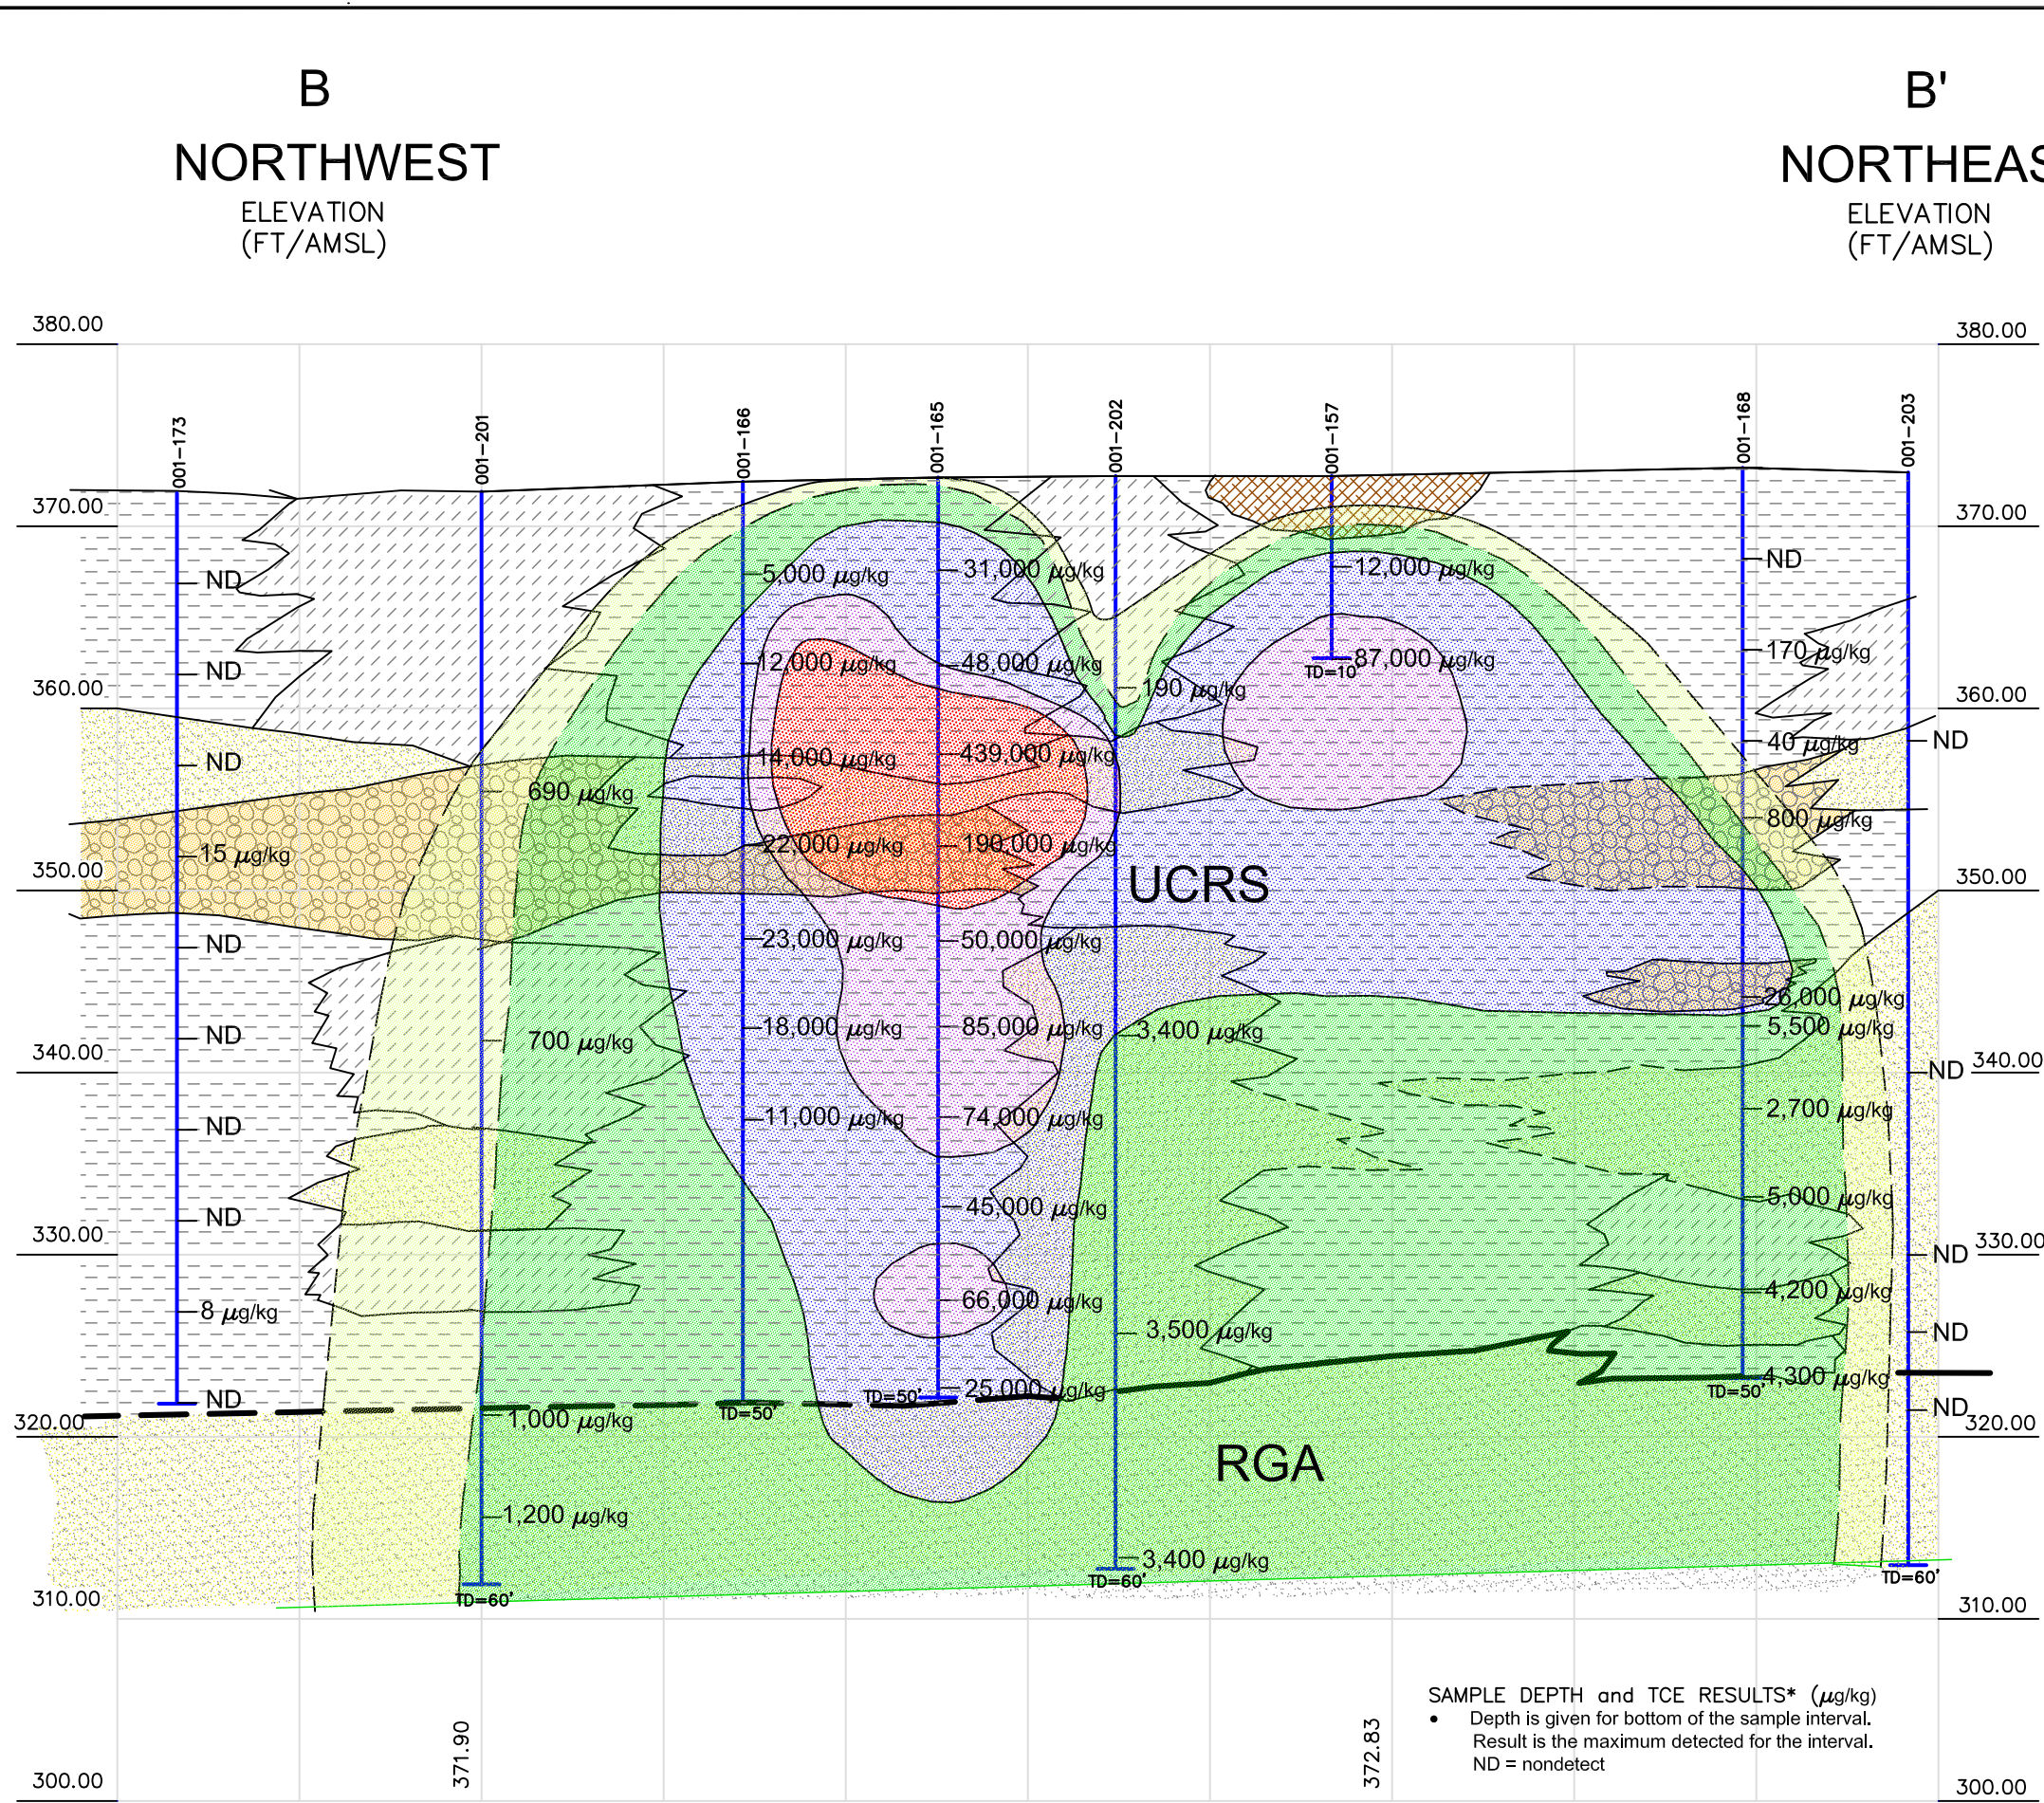 B
B'
NORTHWEST
NORTHEAS
ELEVATION
(FT/AMSL)
ELEVATION
(FT/AMSL)
380.00
380.00
001-173
001-201
001-166
001-165
001-202
001-157
001-168
001-203
370.00
370.00
ND
5,000 µg/kg
31,000 µg/kg
12,000 µg/kg
ND
ND
12,000 µg/kg
48,000 µg/kg
190 µg/kg
TD=10'
87,000 µg/kg
170 µg/kg
360.00
360.00
ND
690 µg/kg
14,000 µg/kg
439,000 µg/kg
40 µg/kg
ND
15 µg/kg
22,000 µg/kg
190,000 µg/kg
800 µg/kg
350.00
UCRS
350.00
ND
23,000 µg/kg
50,000 µg/kg
26,000 µg/kg
ND
700 µg/kg
18,000 µg/kg
85,000 µg/kg
3,400 µg/kg
5,500 µg/kg
340.00
ND
340.00
ND
11,000 µg/kg
74,000 µg/kg
2,700 µg/kg
ND
45,000 µg/kg
5,000 µg/kg
330.00
ND
330.00
8 µg/kg
66,000 µg/kg
3,500 µg/kg
4,200 µg/kg
ND
ND
TD=50'
TD=50'
25,000 µg/kg
TD=50'
4,300 µg/kg
320.00
1,000 µg/kg
ND
320.00
RGA
1,200 µg/kg
3,400 µg/kg
TD=60'
TD=60'
TD=60'
310.00
310.00
371.90
372.83
SAMPLE DEPTH and TCE RESULTS* (µg/kg)
• Depth is given for bottom of the sample interval.
Result is the maximum detected for the interval.
ND = nondetect
300.00
300.00